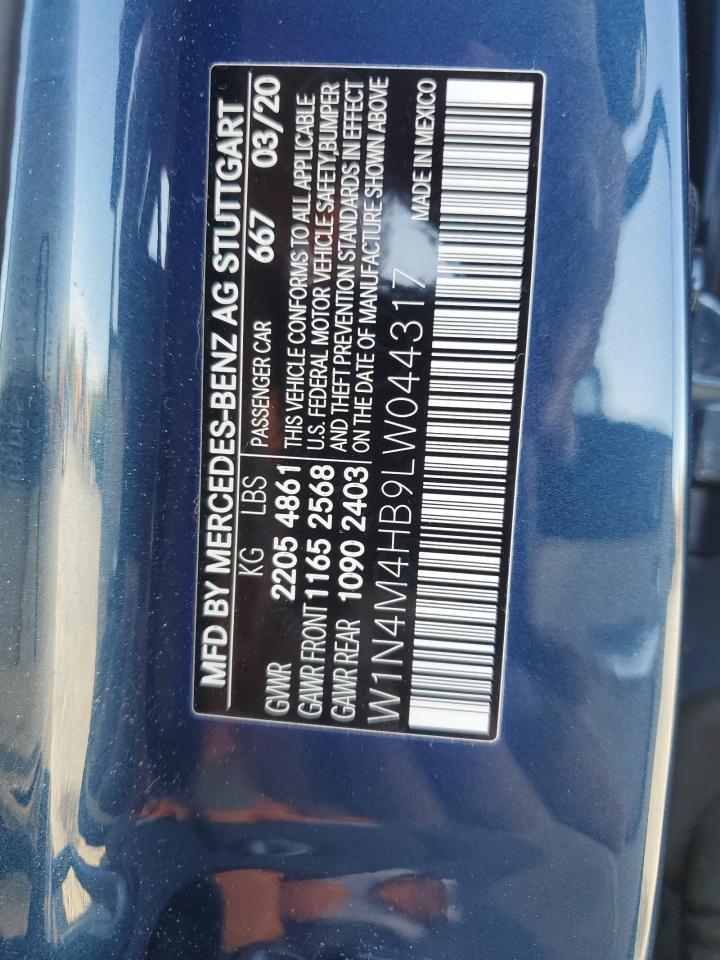 MFD BY MERCEDES-BENZ AG STUTTGART
KG LBS 667 03/20
GVWR 2205 4861 PASSENGER CAR
GAWR FRONT 1165 2568
GAWR REAR 1090 2403
THIS VEHICLE CONFORMS TO ALL APPLICABLE
U.S. FEDERAL MOTOR VEHICLE SAFETY,BUMPER
AND THEFT PREVENTION STANDARDS IN EFFECT
ON THE DATE OF MANUFACTURE SHOWN ABOVE
W1N4M4HB9LW044317 MADE IN MEXICO